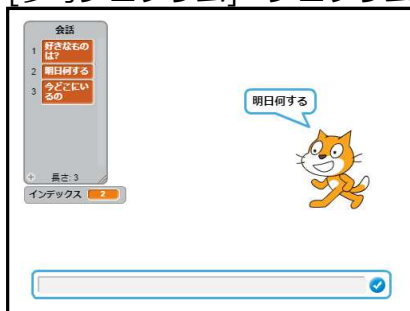 会話
1 好きなもの
は?
2 明日何する
3 今どこにい
るの
+ 長さ: 3
インデックス 2
明日何する